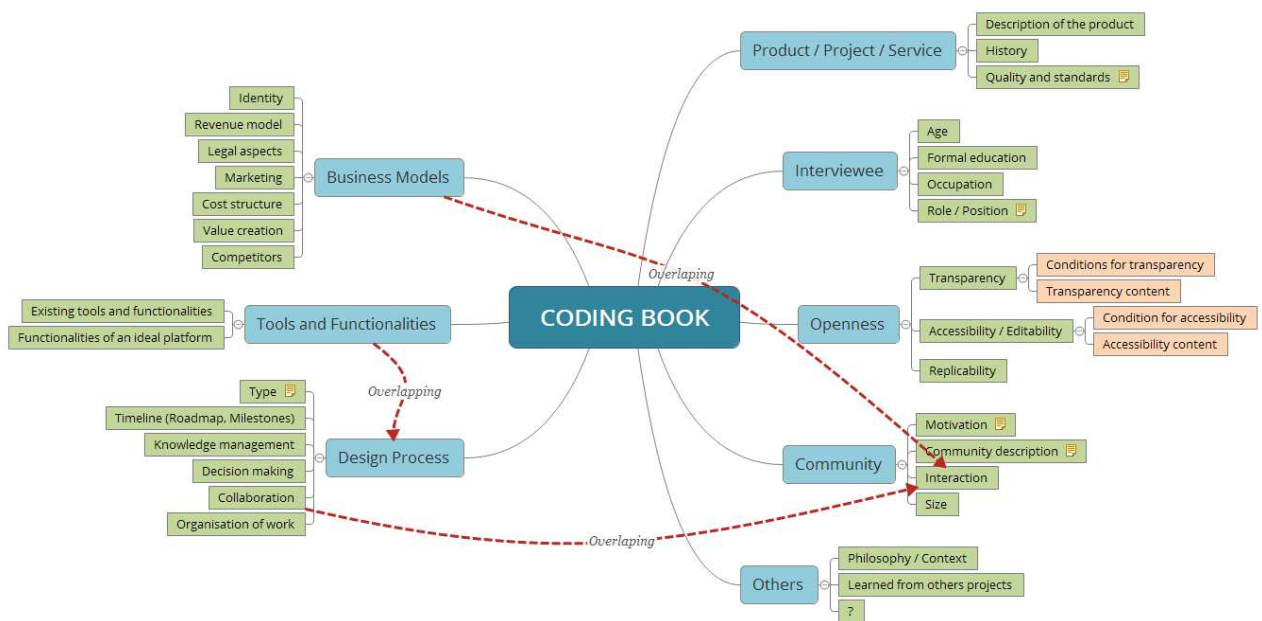 CODING BOOK
Business Models
Identity
Revenue model
Legal aspects
Marketing
Cost structure
Value creation
Competitors
Tools and Functionalities
Existing tools and functionalities
Functionalities of an ideal platform
Overlapping
Design Process
Type
Timeline (Roadmap, Milestones)
Knowledge management
Decision making
Collaboration
Organisation of work
Product / Project / Service
Description of the product
History
Quality and standards
Interviewee
Age
Formal education
Occupation
Role / Position
Overlaping
Openness
Transparency
Conditions for transparency
Transparency content
Accessibility / Editability
Condition for accessibility
Accessibility content
Replicability
Community
Motivation
Community description
Interaction
Size
Overlaping
Others
Philosophy / Context
Learned from others projects
?